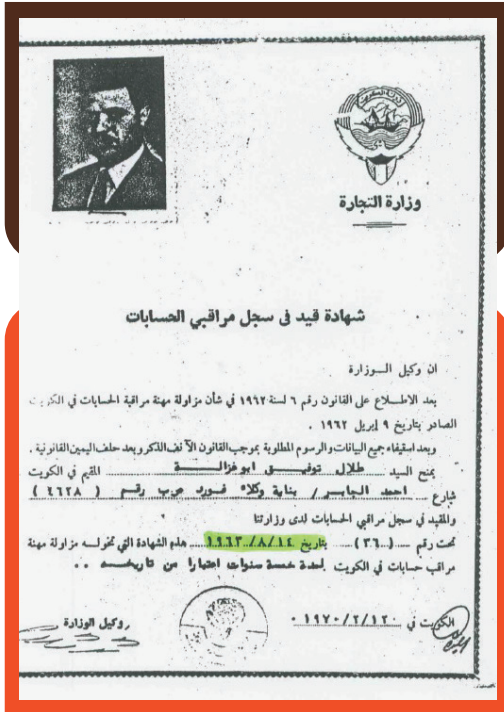 دولة الكويت
وزارة التجارة
شهادة قيد في سجل مراقبي الحسابات
ان وكيل الوزارة
بعد الاطلاع على القانون رقم ٦ لسنة ١٩٦٢ في شأن مزاولة مهنة مراقبة الحسابات في الكويت
الصادر بتاريخ ٩ إبريل ١٩٦٢ .
وبعد استيفاء جميع البيانات والرسوم المطلوبة بموجب القانون الآنف الذكر وبعد حلف اليمين القانونية .
يمنح السيد طلال توفيق ابو غزالة المقيم في الكويت
شارع احمد الجابر / بناية وكلاء فورد ص٠ب رقم ( ٤٦٢٨ )
والمقيد في سجل مراقبي الحسابات لدى وزارتنا
تحت رقم (٣٦) بتاريخ ١٩٦٣/٨/١٤ هذه الشهادة التي تخوله مزاولة مهنة
مراقب حسابات في الكويت لمدة خمسة سنوات اعتبارا من تاريخه ..
الكويت في ١٩٧٠/٢/١٢٠
وكيل الوزارة